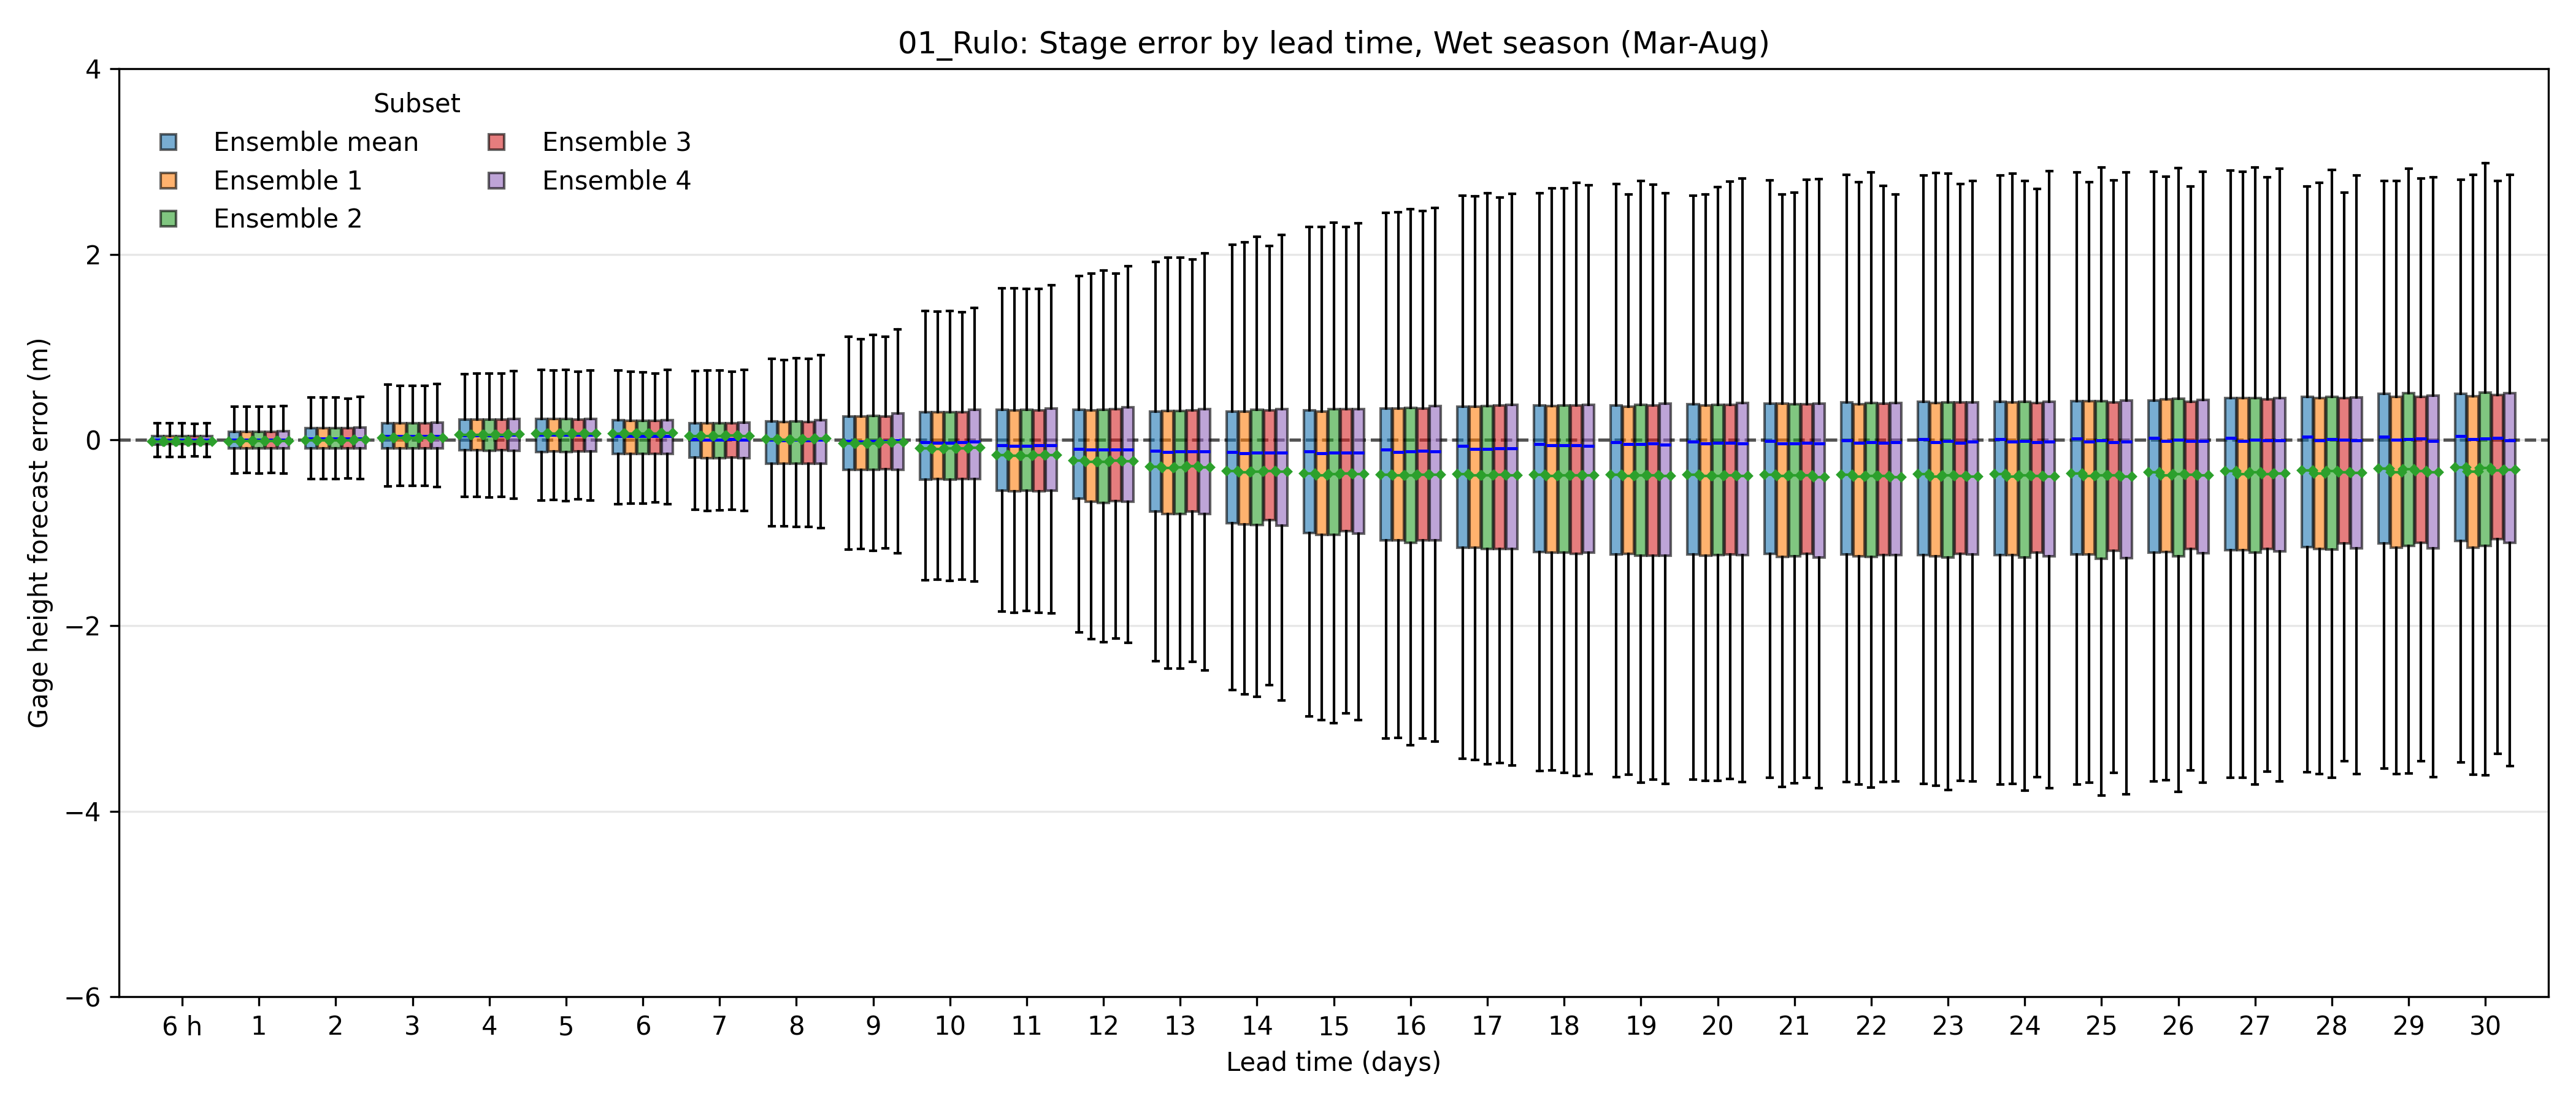 01_Rulo: Stage error by lead time, Wet season (Mar-Aug)
Subset
Ensemble mean
Ensemble 1
Ensemble 2
Ensemble 3
Ensemble 4
Gage height forecast error (m)
4
2
0
−2
−4
−6
6 h 1 2 3 4 5 6 7 8 9 10 11 12 13 14 15 16 17 18 19 20 21 22 23 24 25 26 27 28 29 30
Lead time (days)